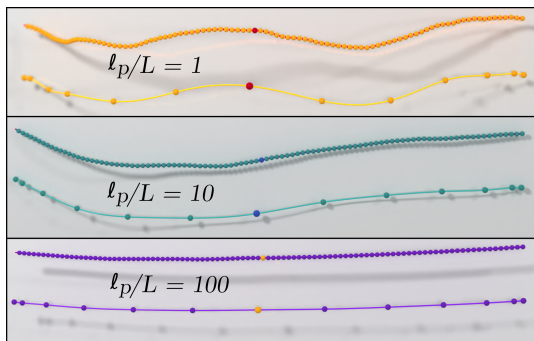 ℓp/L = 1
ℓp/L = 10
ℓp/L = 100